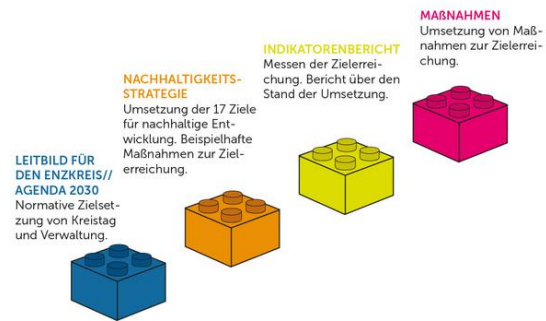 LEITBILD FÜR
DEN ENZKREIS//
AGENDA 2030
Normative Zielset-
zung von Kreistag
und Verwaltung.
NACHHALTIGKEITS-
STRATEGIE
Umsetzung der 17 Ziele
für nachhaltige Ent-
wicklung. Beispielhafte
Maßnahmen zur Ziel-
erreichung.
INDIKATORENBERICHT
Messen der Zielerrei-
chung. Bericht über den
Stand der Umsetzung.
MAßNAHMEN
Umsetzung von Maß-
nahmen zur Zielerrei-
chung.